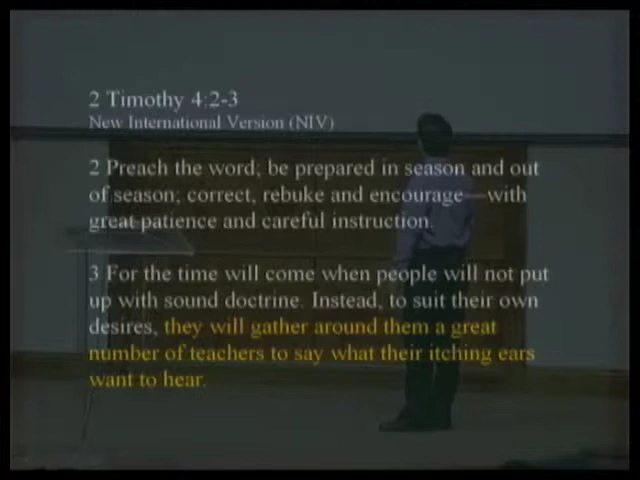 2 Timothy 4:2-3
New International Version (NIV)
2 Preach the word; be prepared in season and out
of season; correct, rebuke and encourage—with
great patience and careful instruction.
3 For the time will come when people will not put
up with sound doctrine. Instead, to suit their own
desires, they will gather around them a great
number of teachers to say what their itching ears
want to hear.